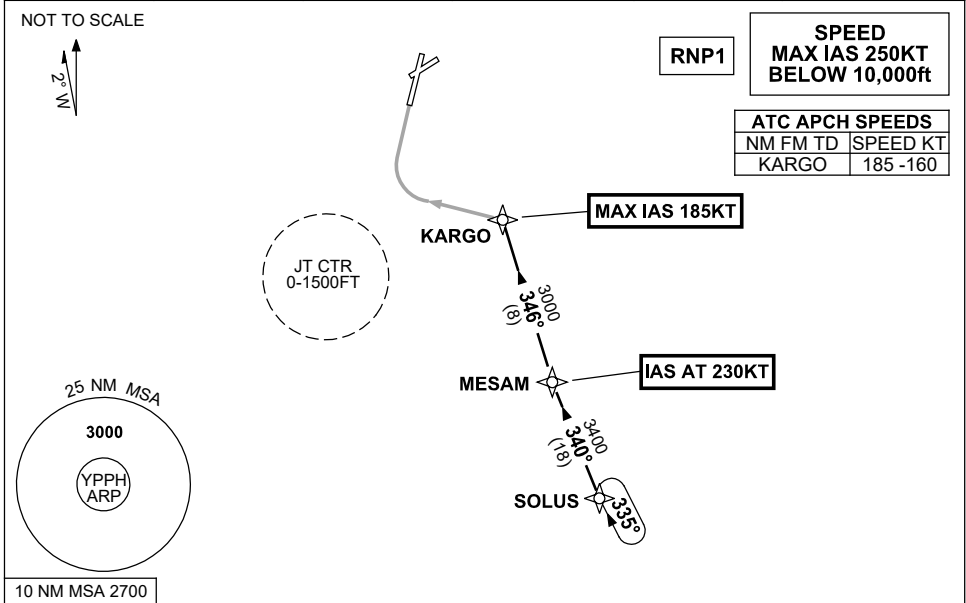 NOT TO SCALE
2° W
RNP1
SPEED
MAX IAS 250KT
BELOW 10,000ft
ATC APCH SPEEDS
NM FM TD SPEED KT
KARGO 185 -160
MAX IAS 185KT
KARGO
JT CTR
0-1500FT
3000
346°
(8)
MESAM
IAS AT 230KT
3400
340°
(18)
SOLUS
335°
25 NM MSA
3000
YPPH
ARP
10 NM MSA 2700